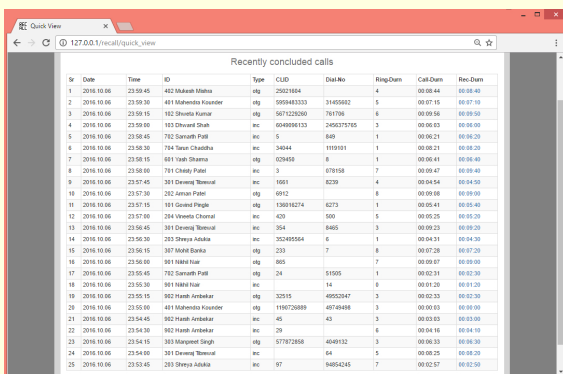 Quick View
127.0.0.1/recall/quick_view
Recently concluded calls
Sr Date Time ID Type CLID Dial-No Ring-Durn Call-Durn Rec-Durn
1 2016.10.06 23:59:45 402 Mukesh Mishra otg 25021604 4 00:08:44 00:08:40
2 2016.10.06 23:59:30 401 Mahendra Kounder otg 5959483333 31455602 5 00:07:15 00:07:10
3 2016.10.06 23:59:15 102 Shweta Kumar otg 5671229260 761706 6 00:09:56 00:09:50
4 2016.10.06 23:59:00 103 Dhwanil Shah inc 6049096133 2456375765 3 00:06:03 00:06:00
5 2016.10.06 23:58:45 702 Samarth Patil inc 5 849 1 00:06:21 00:06:20
6 2016.10.06 23:58:30 704 Tarun Chaddha inc 34044 1119101 1 00:08:21 00:08:20
7 2016.10.06 23:58:15 601 Yash Sharma otg 029450 8 1 00:06:41 00:06:40
8 2016.10.06 23:58:00 701 Christy Patel inc 3 078158 7 00:09:47 00:09:40
9 2016.10.06 23:57:45 301 Deveraj Tibrewal inc 1661 8239 4 00:04:54 00:04:50
10 2016.10.06 23:57:30 202 Arman Patel otg 6912 8 00:09:08 00:09:00
11 2016.10.06 23:57:15 101 Govind Pingle otg 136016274 6273 1 00:05:41 00:05:40
12 2016.10.06 23:57:00 204 Vineeta Chomal inc 420 500 5 00:05:25 00:05:20
13 2016.10.06 23:56:45 301 Deveraj Tibrewal inc 354 8465 3 00:09:23 00:09:20
14 2016.10.06 23:56:30 203 Shreya Adukia inc 352495564 6 1 00:04:31 00:04:30
15 2016.10.06 23:56:15 307 Mohit Banka otg 233 7 8 00:07:28 00:07:20
16 2016.10.06 23:56:00 901 Nikhil Nair otg 865 7 00:09:07 00:09:00
17 2016.10.06 23:55:45 702 Samarth Patil otg 24 51505 1 00:02:31 00:02:30
18 2016.10.06 23:55:30 901 Nikhil Nair inc 14 0 00:01:20 00:01:20
19 2016.10.06 23:55:15 902 Harsh Ambekar otg 32515 49552047 3 00:02:33 00:02:30
20 2016.10.06 23:55:00 401 Mahendra Kounder otg 1190726889 49749498 3 00:00:03 00:00:00
21 2016.10.06 23:54:45 902 Harsh Ambekar inc 45 43 3 00:03:03 00:03:00
22 2016.10.06 23:54:30 902 Harsh Ambekar inc 29 6 00:04:16 00:04:10
23 2016.10.06 23:54:15 303 Manpreet Singh otg 577872858 4049132 3 00:06:33 00:06:30
24 2016.10.06 23:54:00 301 Deveraj Tibrewal inc 64 5 00:08:25 00:08:20
25 2016.10.06 23:53:45 203 Shreya Adukia inc 97 94854245 7 00:02:57 00:02:50